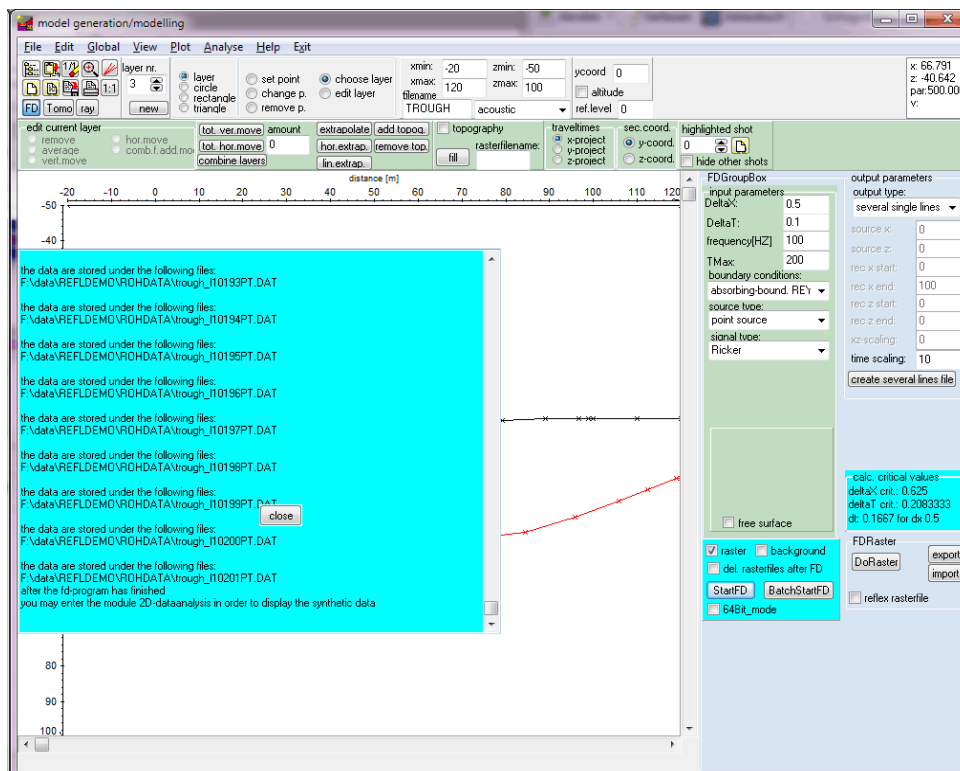 model generation/modelling
File Edit Global View Plot Analyse Help Exit
layer nr.
3
new
1/2
1:1
FD Tomo ray
layer
circle
rectangle
triangle
set point
change p.
remove p.
choose layer
edit layer
xmin: -20 zmin: -50
xmax: 120 zmax: 100
filename
TROUGH acoustic
ycoord 0
altitude
ref.level 0
x: 66.791
z: -40.642
par:500.00
v:
edit current layer
remove hor.move
average comb.f.add.mo
vert.move
tot. ver.move amount
tot. hor.move 0
combine layers
extrapolate add topog.
hor.extrap. remove top.
lin.extrap.
topography
rasterfilename:
fill
traveltimes
x-project
y-project
z-project
sec.coord.
y-coord.
z-coord.
highlighted shot
0
hide other shots
distance [m]
-20 -10 0 10 20 30 40 50 60 70 80 90 100 110 120
-50
-40
the data are stored under the following files:
F:\data\REFLDEMO\ROHDATA\trough_I10193PT.DAT
the data are stored under the following files:
F:\data\REFLDEMO\ROHDATA\trough_I10194PT.DAT
the data are stored under the following files:
F:\data\REFLDEMO\ROHDATA\trough_I10195PT.DAT
the data are stored under the following files:
F:\data\REFLDEMO\ROHDATA\trough_I10196PT.DAT
the data are stored under the following files:
F:\data\REFLDEMO\ROHDATA\trough_I10197PT.DAT
the data are stored under the following files:
F:\data\REFLDEMO\ROHDATA\trough_I10198PT.DAT
the data are stored under the following files:
F:\data\REFLDEMO\ROHDATA\trough_I10199PT.DAT
close
the data are stored under the following files:
F:\data\REFLDEMO\ROHDATA\trough_I10200PT.DAT
the data are stored under the following files:
F:\data\REFLDEMO\ROHDATA\trough_I10201PT.DAT
after the fd-program has finished
you may enter the module 2D-dataanalysis in order to display the synthetic data
80
90
100
FDGroupBox
input parameters
DeltaX: 0.5
DeltaT: 0.1
frequency[HZ] 100
TMax: 200
boundary conditions:
absorbing-bound. RE'r
source type:
point source
signal type:
Ricker
free surface
raster background
del. rasterfiles after FD
StartFD BatchStartFD
64Bit_mode
output parameters
output type:
several single lines
source x: 0
source z: 0
rec x start: 0
rec x end: 100
rec z start: 0
rec z end: 0
xz-scaling: 0
time scaling: 10
create several lines file
calc. critical values
deltaX crit.: 0.625
deltaT crit.: 0.2083333
dt: 0.1667 for dx 0.5
FDRaster
DoRaster
export
import
reflex rasterfile